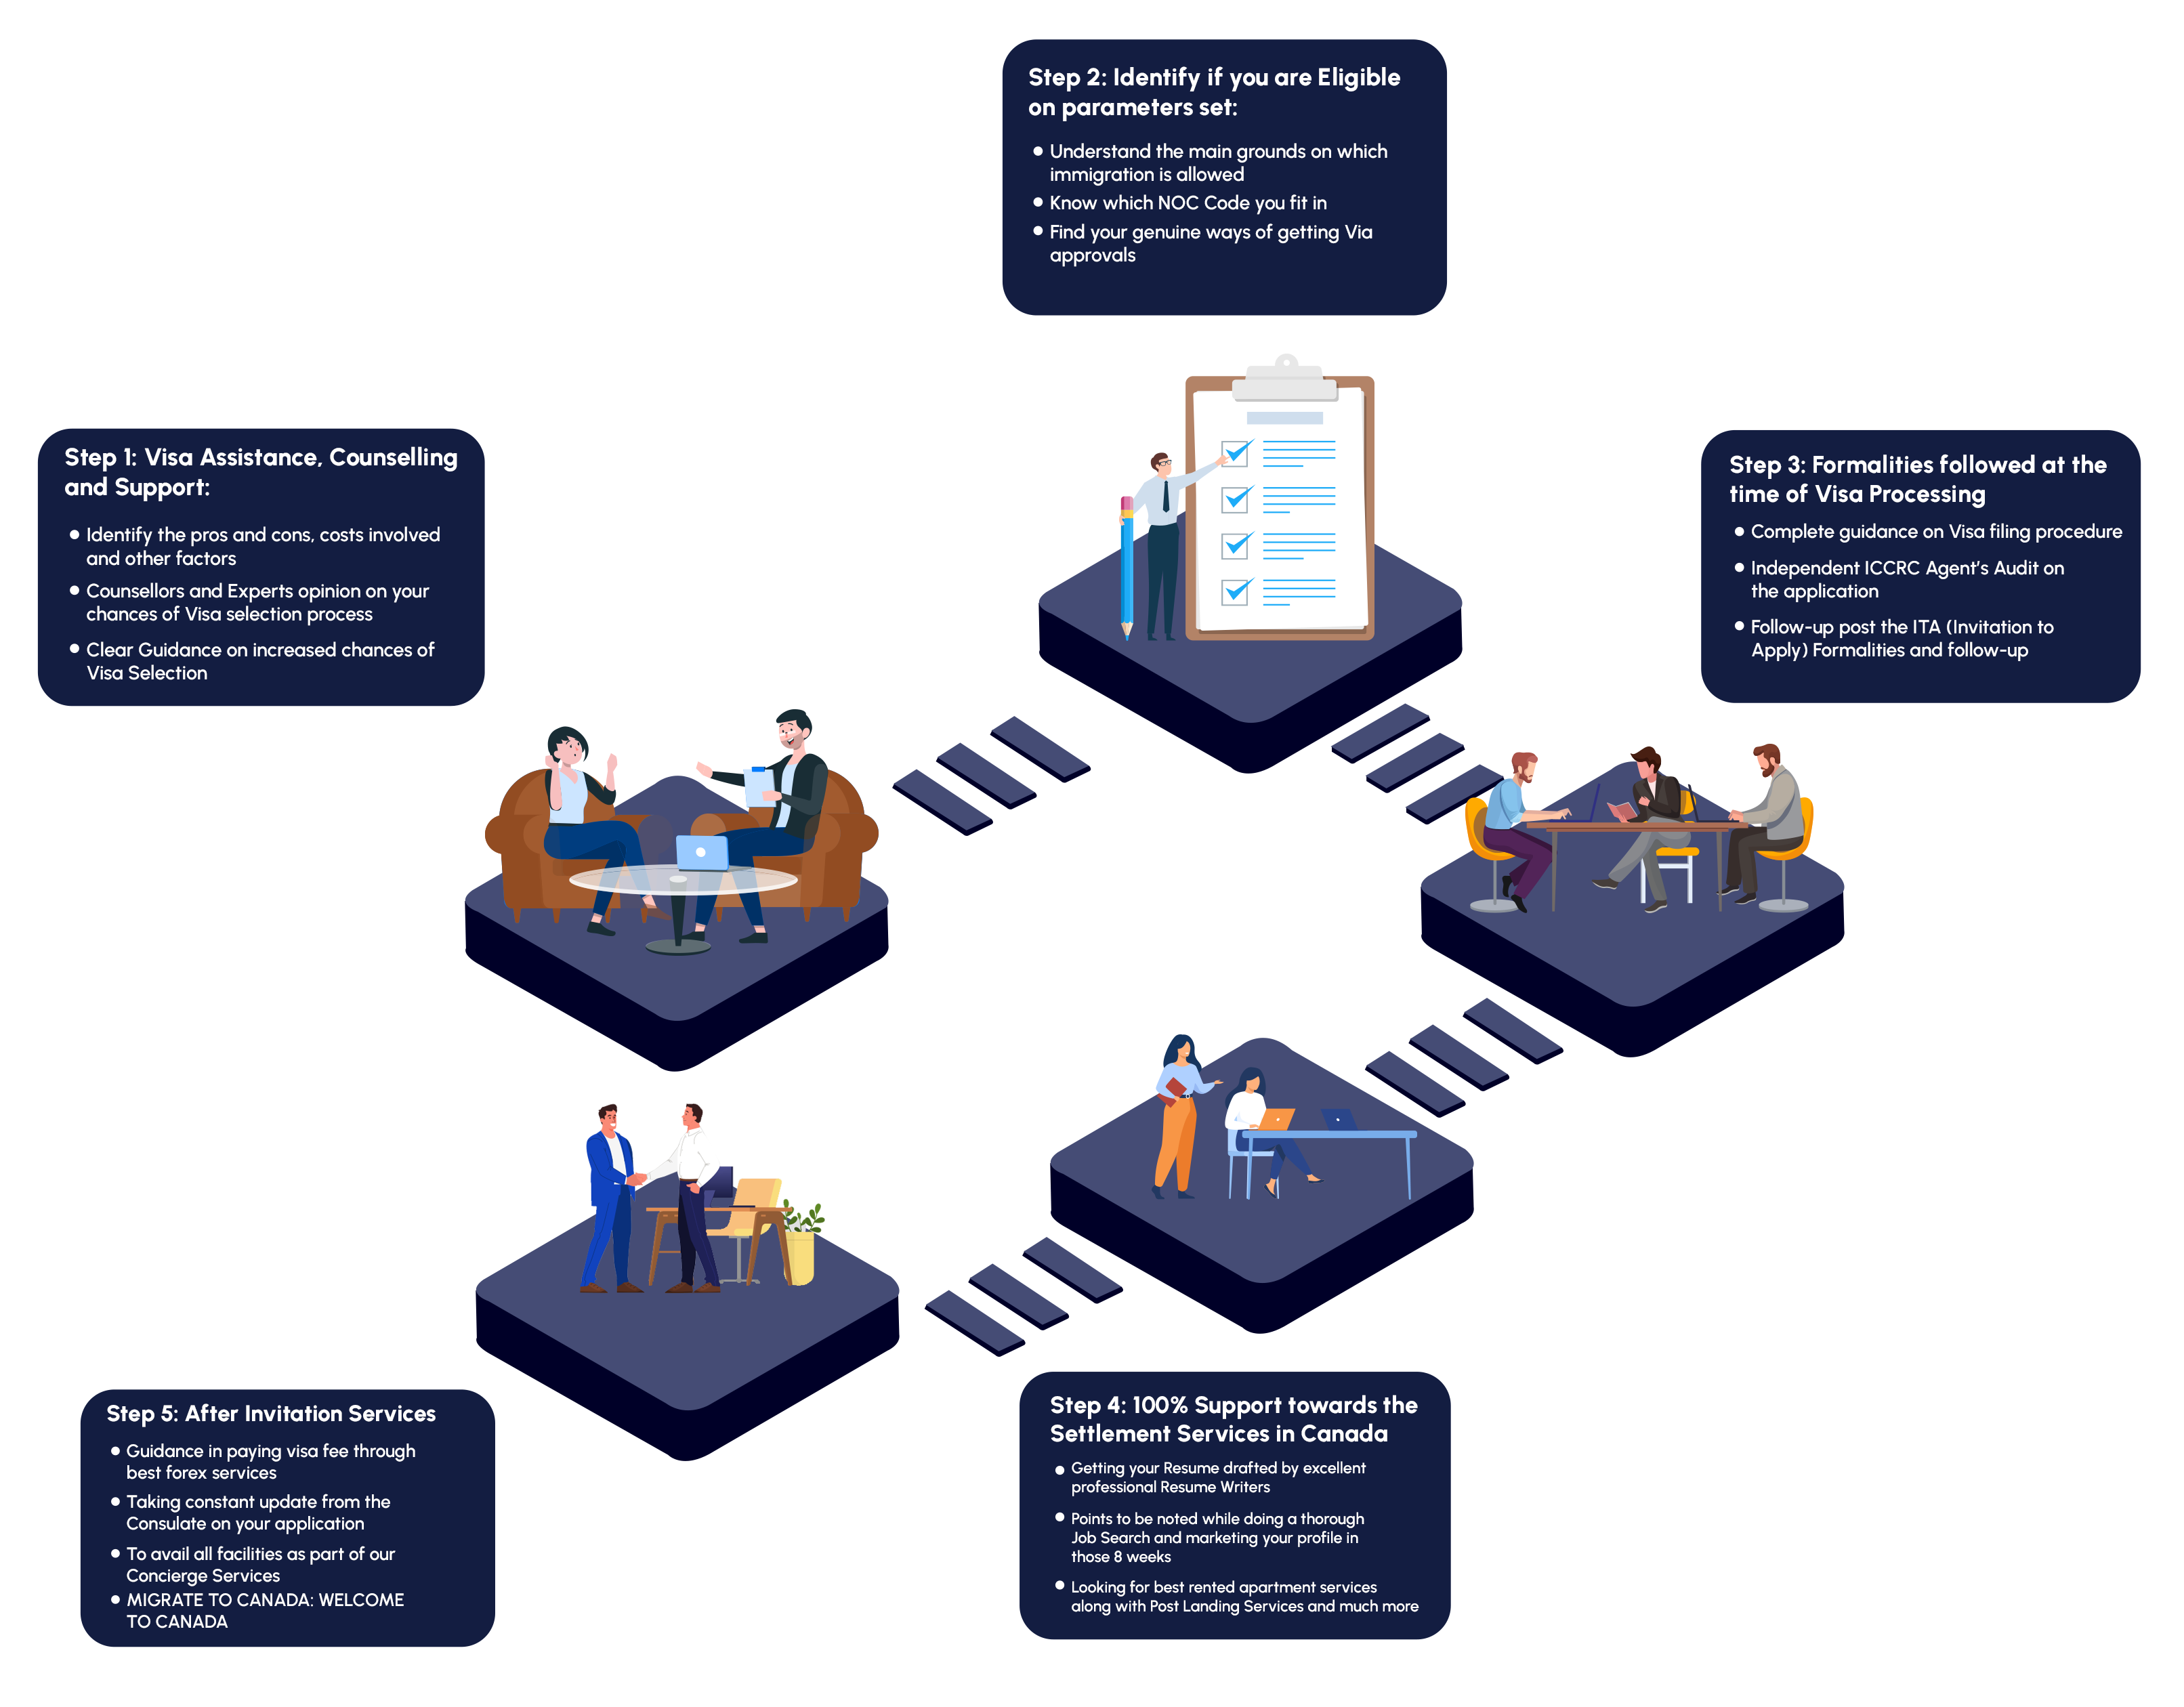 Step 1: Visa Assistance, Counselling
and Support:
Identify the pros and cons, costs involved
and other factors
Counsellors and Experts opinion on your
chances of Visa selection process
Clear Guidance on increased chances of
Visa Selection
Step 2: Identify if you are Eligible
on parameters set:
Understand the main grounds on which
immigration is allowed
Know which NOC Code you fit in
Find your genuine ways of getting Via
approvals
Step 3: Formalities followed at the
time of Visa Processing
Complete guidance on Visa filing procedure
Independent ICCRC Agent's Audit on
the application
Follow-up post the ITA (Invitation to
Apply) Formalities and follow-up
Step 4: 100% Support towards the
Settlement Services in Canada
Getting your Resume drafted by excellent
professional Resume Writers
Points to be noted while doing a thorough
Job Search and marketing your profile in
those 8 weeks
Looking for best rented apartment services
along with Post Landing Services and much more
Step 5: After Invitation Services
Guidance in paying visa fee through
best forex services
Taking constant update from the
Consulate on your application
To avail all facilities as part of our
Concierge Services
MIGRATE TO CANADA: WELCOME
TO CANADA